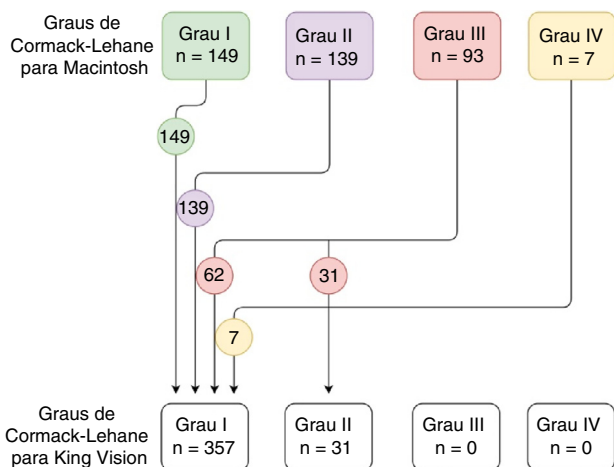 Graus de
Cormack-Lehane
para Macintosh
Grau I
n = 149
Grau II
n = 139
Grau III
n = 93
Grau IV
n = 7
149
139
62
31
7
Graus de
Cormack-Lehane
para King Vision
Grau I
n = 357
Grau II
n = 31
Grau III
n = 0
Grau IV
n = 0